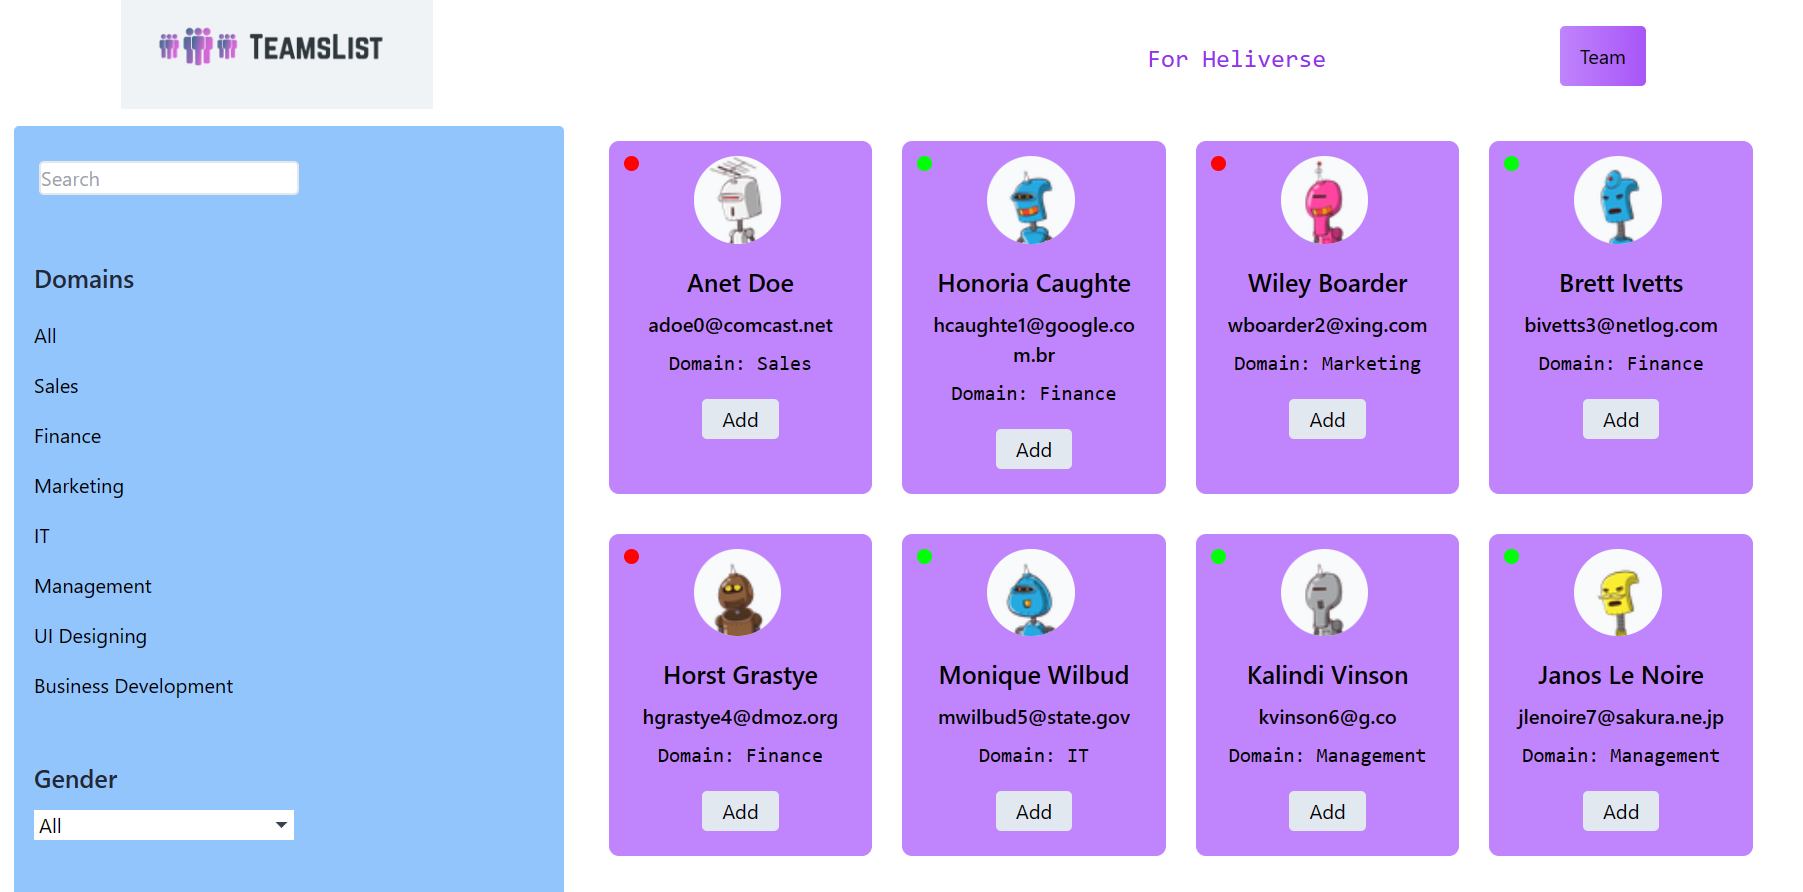 TEAMSLIST
For Heliverse
Team
Search
Domains
All
Sales
Finance
Marketing
IT
Management
UI Designing
Business Development
Gender
All
Anet Doe
adoe0@comcast.net
Domain: Sales
Add
Honoria Caughte
hcaughte1@google.co
m.br
Domain: Finance
Add
Wiley Boarder
wboarder2@xing.com
Domain: Marketing
Add
Brett Ivetts
bivetts3@netlog.com
Domain: Finance
Add
Horst Grastye
hgrastye4@dmoz.org
Domain: Finance
Add
Monique Wilbud
mwilbud5@state.gov
Domain: IT
Add
Kalindi Vinson
kvinson6@g.co
Domain: Management
Add
Janos Le Noire
jlenoire7@sakura.ne.jp
Domain: Management
Add